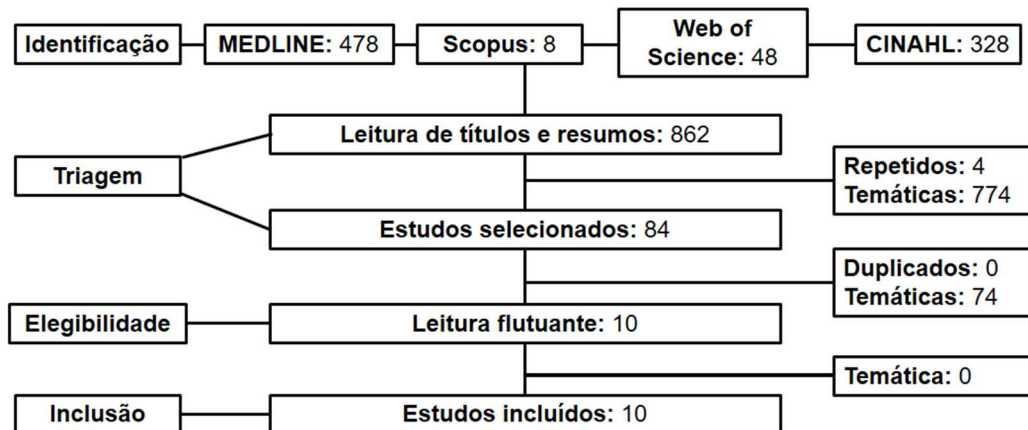 Identificação
MEDLINE: 478
Scopus: 8
Web of
Science: 48
CINAHL: 328
Leitura de títulos e resumos: 862
Triagem
Repetidos: 4
Temáticas: 774
Estudos selecionados: 84
Duplicados: 0
Temáticas: 74
Elegibilidade
Leitura flutuante: 10
Temática: 0
Inclusão
Estudos incluídos: 10